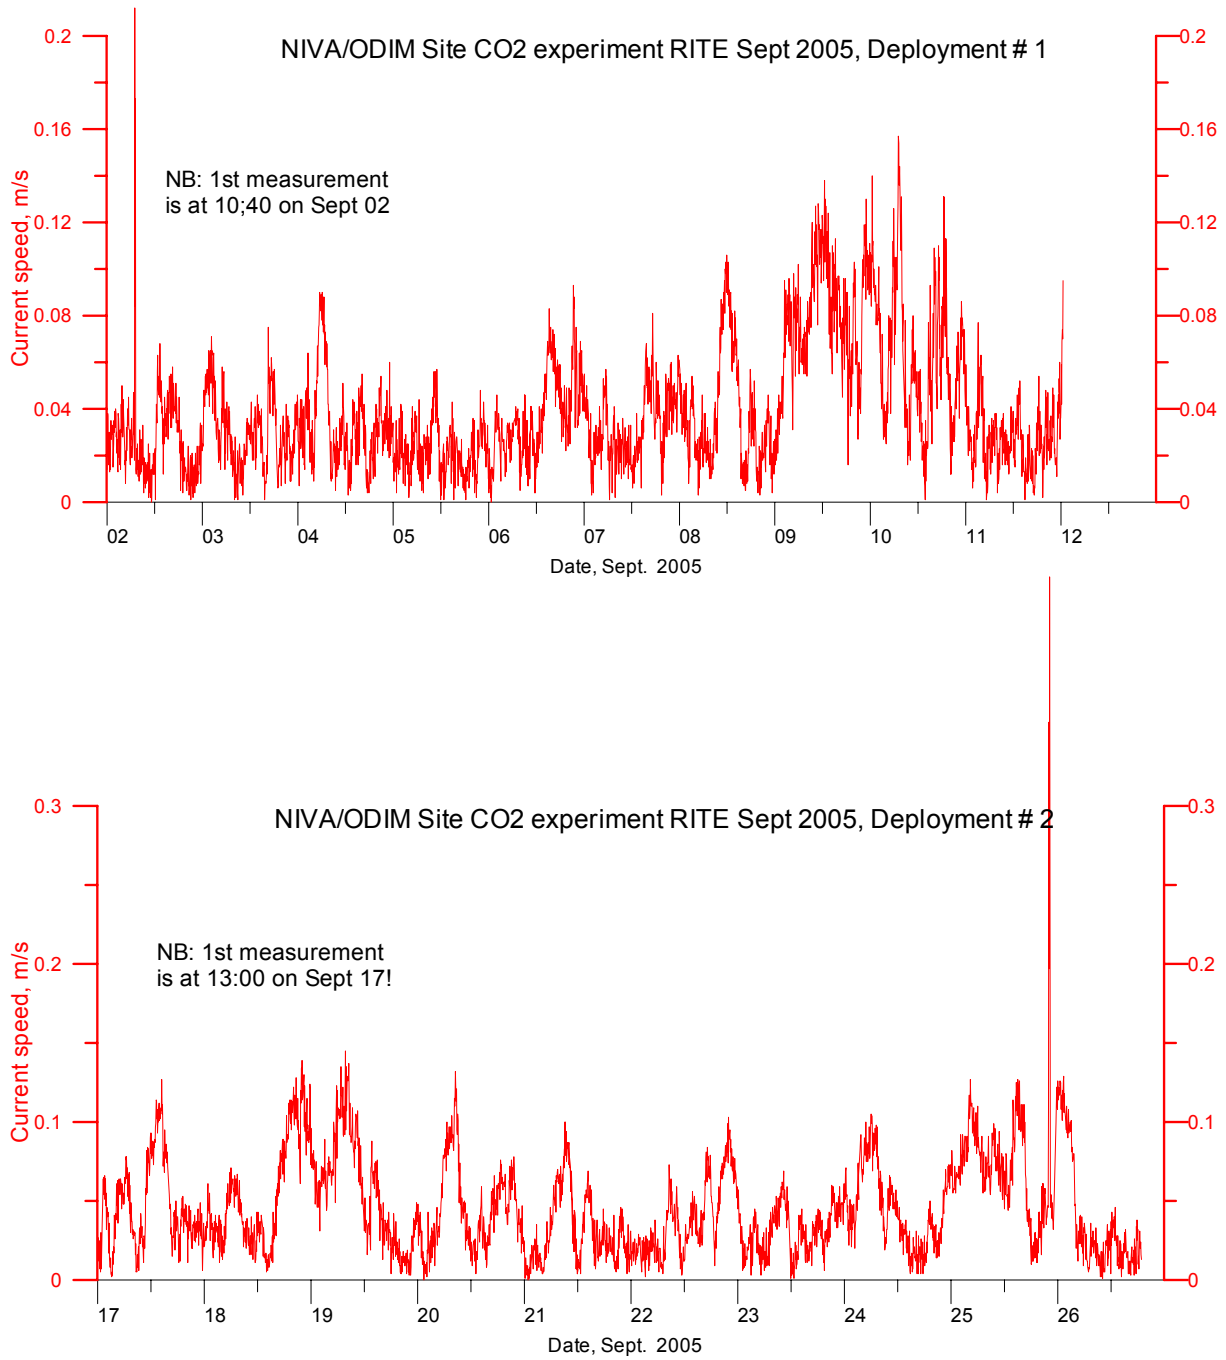 NIVA/ODIM Site CO2 experiment RITE Sept 2005, Deployment # 1
NB: 1st measurement
is at 10;40 on Sept 02
Current speed, m/s
0.2
0.16
0.12
0.08
0.04
0
0.2
0.16
0.12
0.08
0.04
0
02 03 04 05 06 07 08 09 10 11 12
Date, Sept. 2005
NIVA/ODIM Site CO2 experiment RITE Sept 2005, Deployment # 2
NB: 1st measurement
is at 13:00 on Sept 17!
Current speed, m/s
0.3
0.2
0.1
0
0.3
0.2
0.1
0
17 18 19 20 21 22 23 24 25 26
Date, Sept. 2005